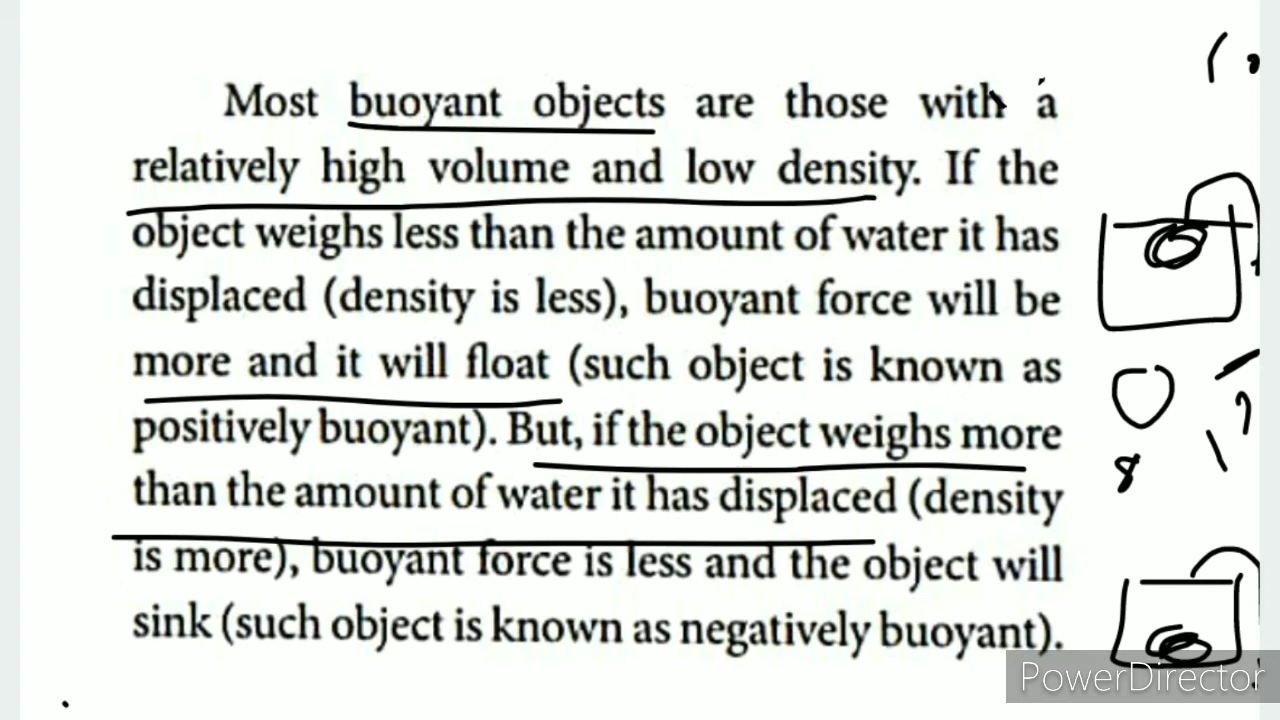 Most buoyant objects are those with a
relatively high volume and low density. If the
object weighs less than the amount of water it has
displaced (density is less), buoyant force will be
more and it will float (such object is known as
positively buoyant). But, if the object weighs more
than the amount of water it has displaced (density
is more), buoyant force is less and the object will
sink (such object is known as negatively buoyant).
8
PowerDirector